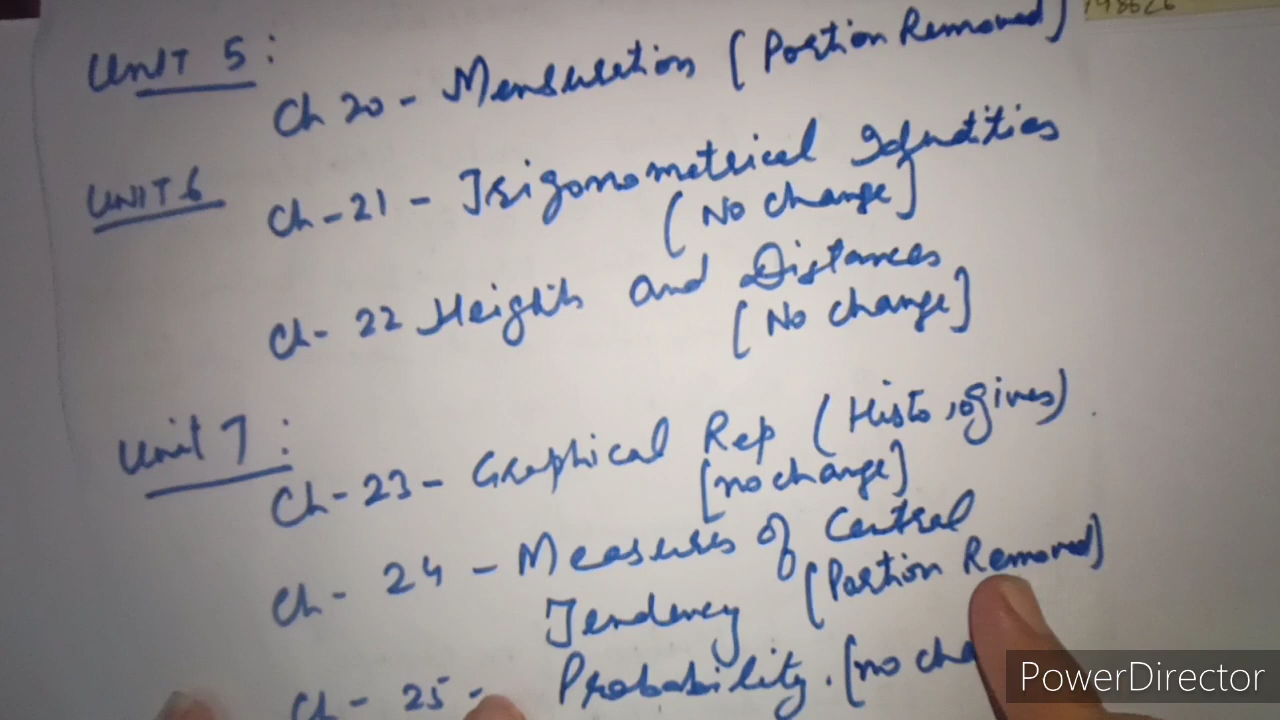 198626
Unit 5:
Ch 20 - Mensuration (Portion Removed)
UNIT 6
Ch - 21 - Trigonometrical Identities
[No change]
Ch - 22 Heights and Distances
[No change]
Unit 7:
Ch - 23 - Graphical Rep (Histo, ogives).
[no change]
Ch - 24 - Measures of Central
Tendency (Portion Removed)
Ch - 25 - Probability. [no cha
PowerDirector